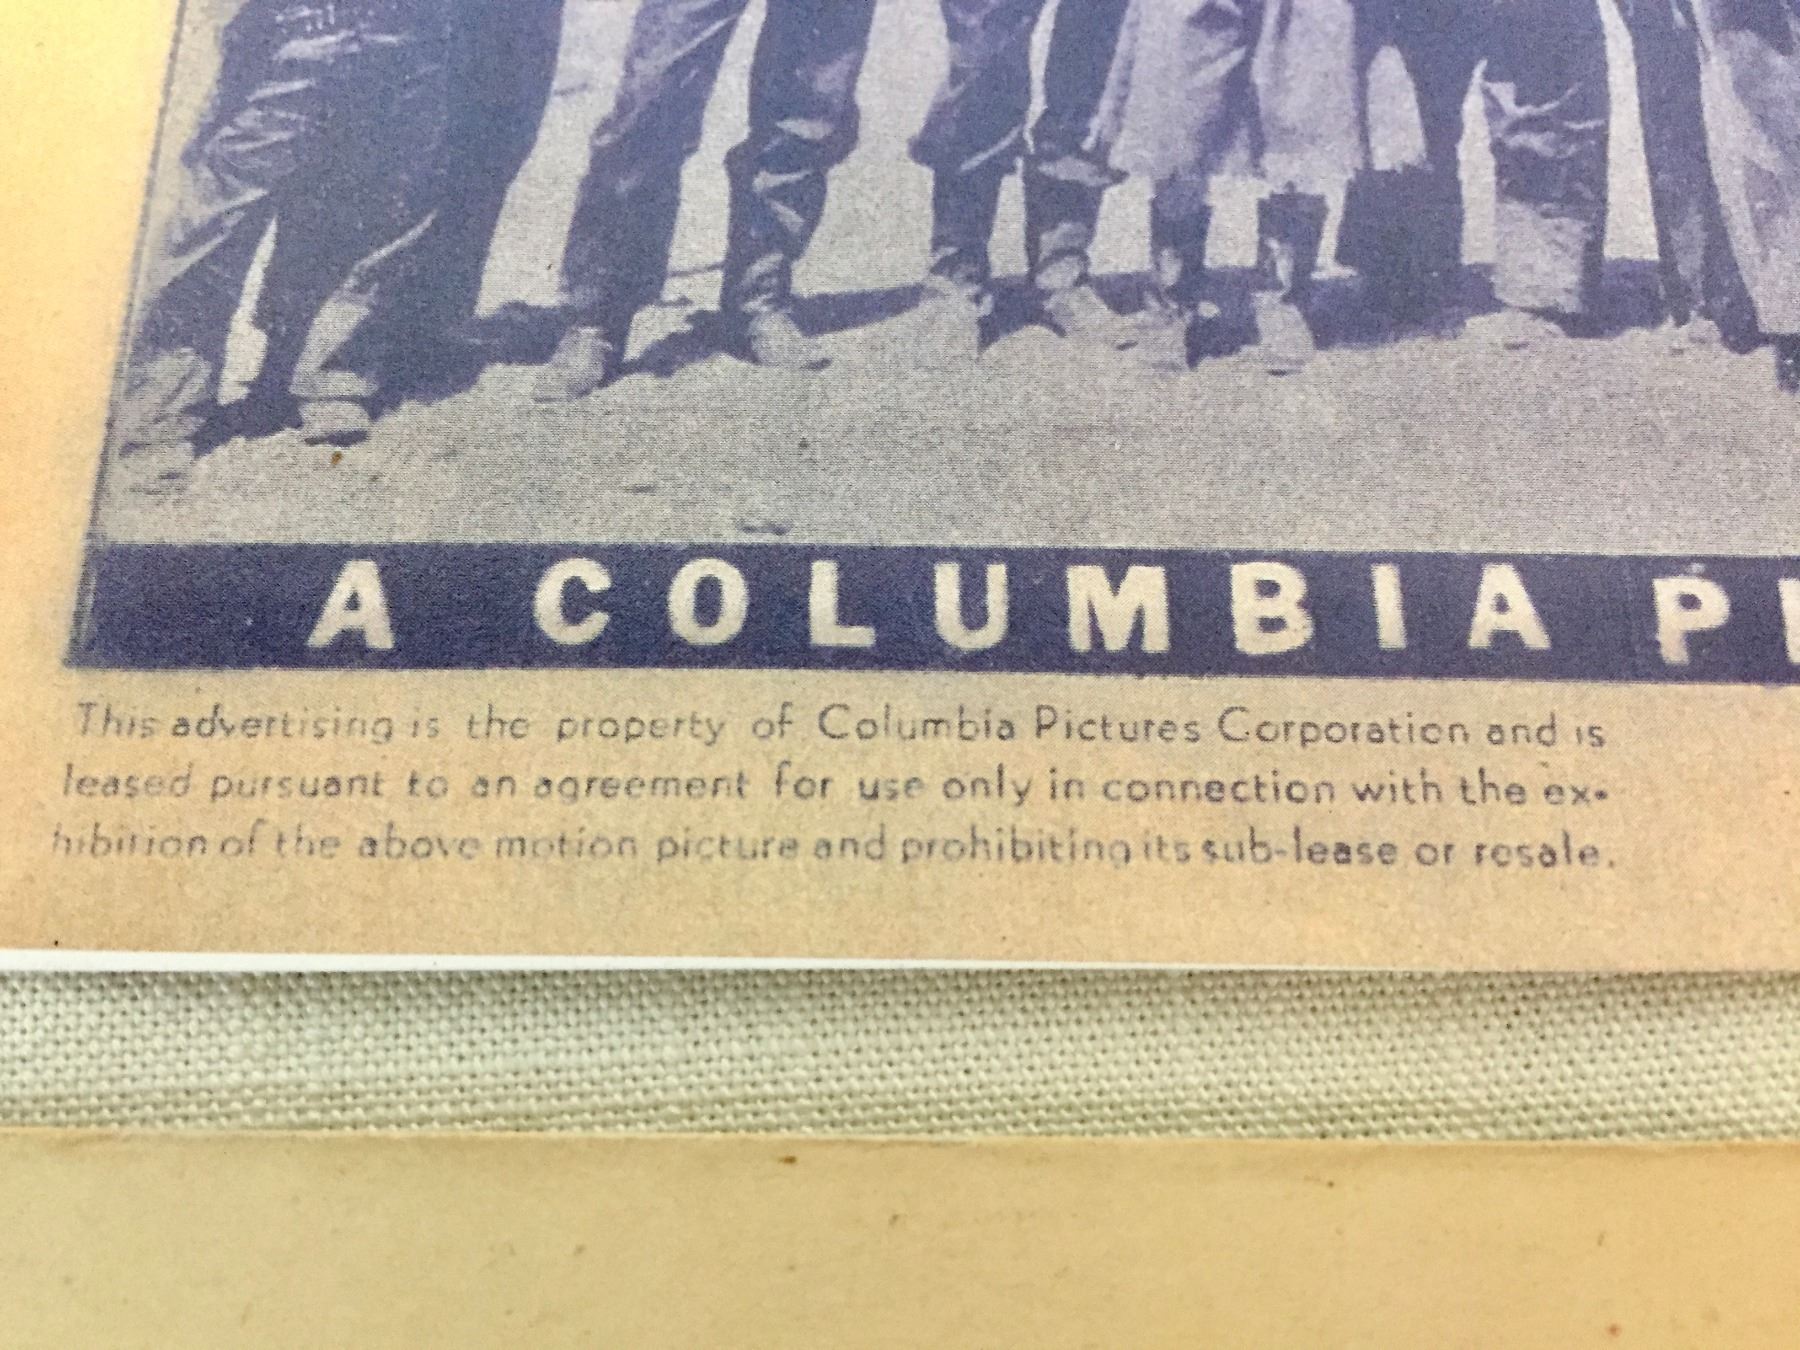 A COLUMBIA P
This advertising is the property of Columbia Pictures Corporation and is
leased pursuant to an agreement for use only in connection with the ex-
hibition of the above motion picture and prohibiting its sub-lease or resale.